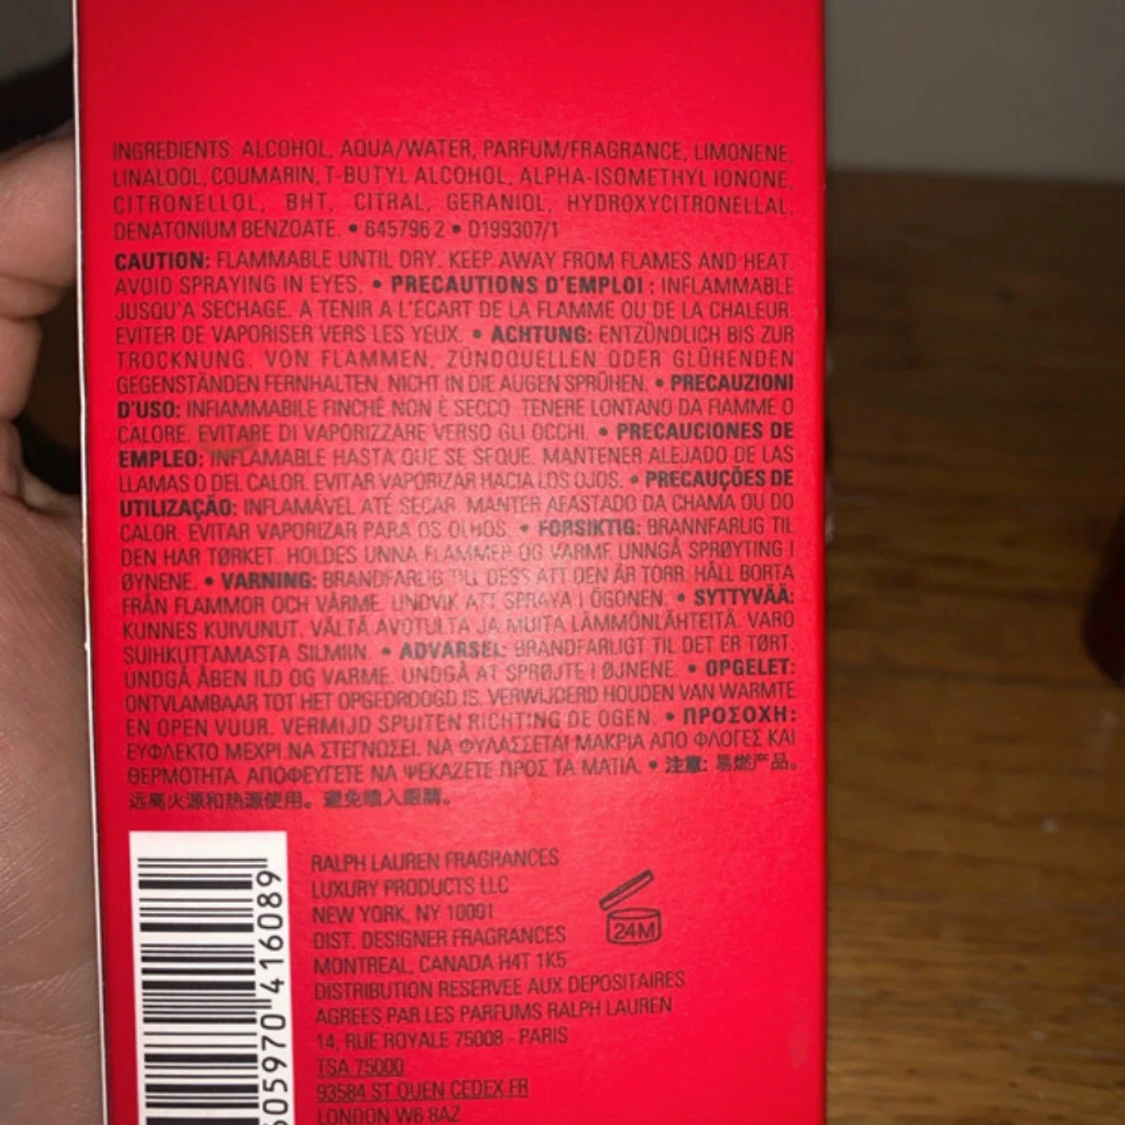 INGREDIENTS: ALCOHOL, AQUA/WATER, PARFUM/FRAGRANCE, LIMONENE,
LINALOOL, COUMARIN, T-BUTYL ALCOHOL, ALPHA-ISOMETHYL IONONE,
CITRONELLOL, BHT, CITRAL, GERANIOL, HYDROXYCITRONELLAL,
DENATONIUM BENZOATE. • 645796 2 • D199307/1
CAUTION: FLAMMABLE UNTIL DRY. KEEP AWAY FROM FLAMES AND HEAT.
AVOID SPRAYING IN EYES. • PRECAUTIONS D'EMPLOI : INFLAMMABLE
JUSQU'A SECHAGE. A TENIR A L'ÉCART DE LA FLAMME OU DE LA CHALEUR.
EVITER DE VAPORISER VERS LES YEUX. • ACHTUNG: ENTZÜNDLICH BIS ZUR
TROCKNUNG. VON FLAMMEN, ZÜNDQUELLEN ODER GLÜHENDEN
GEGENSTÄNDEN FERNHALTEN. NICHT IN DIE AUGEN SPRÜHEN. • PRECAUZIONI
D'USO: INFIAMMABILE FINCHÉ NON È SECCO. TENERE LONTANO DA FIAMME O
CALORE. EVITARE DI VAPORIZZARE VERSO GLI OCCHI. • PRECAUCIONES DE
EMPLEO: INFLAMABLE HASTA QUE SE SEQUE. MANTENER ALEJADO DE LAS
LLAMAS O DEL CALOR. EVITAR VAPORIZAR HACIA LOS OJOS. • PRECAUÇÕES DE
UTILIZAÇÃO: INFLAMÁVEL ATÉ SECAR. MANTER AFASTADO DA CHAMA OU DO
CALOR. EVITAR VAPORIZAR PARA OS OLHOS. • FORSIKTIG: BRANNFARLIG TIL
DEN HAR TØRKET. HOLDES UNNA FLAMMER OG VARME. UNNGÅ SPRØYTING I
ØYNENE. • VARNING: BRANDFARLIG TILL DESS ATT DEN ÄR TORR. HÅLL BORTA
FRÅN FLAMMOR OCH VÄRME. UNDVIK ATT SPRAYA I ÖGONEN. • SYTTYVÄÄ:
KUNNES KUIVUNUT. VÄLTÄ AVOTULTA JA MUITA LÄMMÖNLÄHTEITÄ. VARO
SUIHKUTTAMASTA SILMIIN. • ADVARSEL: BRANDFARLIGT TIL DET ER TØRT.
UNDGÅ ÅBEN ILD OG VARME. UNDGÅ AT SPRØJTE I ØJNENE. • OPGELET:
ONTVLAMBAAR TOT HET OPGEDROOGD IS. VERWIJDERD HOUDEN VAN WARMTE
EN OPEN VUUR. VERMIJD SPUITEN RICHTING DE OGEN. • ΠΡΟΣΟΧΗ:
ΕΥΦΛΕΚΤΟ ΜΕΧΡΙ ΝΑ ΣΤΕΓΝΩΣΕΙ. ΝΑ ΦΥΛΑΣΣΕΤΑΙ ΜΑΚΡΙΑ ΑΠΟ ΦΛΟΓΕΣ ΚΑΙ
ΘΕΡΜΟΤΗΤΑ. ΑΠΟΦΕΥΓΕΤΕ ΝΑ ΨΕΚΑΖΕΤΕ ΠΡΟΣ ΤΑ ΜΑΤΙΑ. • 注意: 易燃产品。
远离火源和热源使用。避免喷入眼睛。
RALPH LAUREN FRAGRANCES
LUXURY PRODUCTS LLC
NEW YORK, NY 10001
DIST. DESIGNER FRAGRANCES
MONTREAL, CANADA H4T 1K5
DISTRIBUTION RESERVEE AUX DEPOSITAIRES
AGREES PAR LES PARFUMS RALPH LAUREN
14, RUE ROYALE 75008 - PARIS
TSA 75000
93584 ST OUEN CEDEX FR
LONDON W6 8AZ
24M
605970 416089